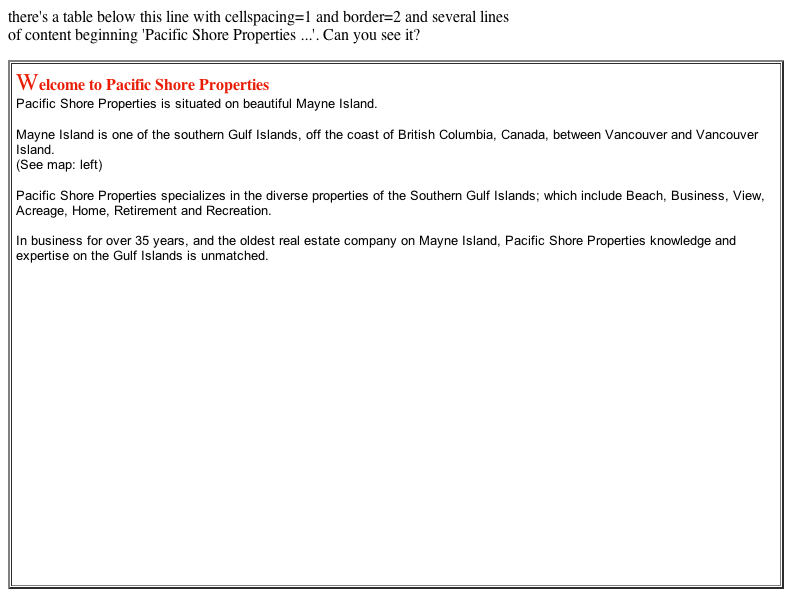 there's a table below this line with cellspacing=1 and border=2 and several lines
of content beginning 'Pacific Shore Properties ...'. Can you see it?
Welcome to Pacific Shore Properties
Pacific Shore Properties is situated on beautiful Mayne Island.
Mayne Island is one of the southern Gulf Islands, off the coast of British Columbia, Canada, between Vancouver and Vancouver
Island.
(See map: left)
Pacific Shore Properties specializes in the diverse properties of the Southern Gulf Islands; which include Beach, Business, View,
Acreage, Home, Retirement and Recreation.
In business for over 35 years, and the oldest real estate company on Mayne Island, Pacific Shore Properties knowledge and
expertise on the Gulf Islands is unmatched.